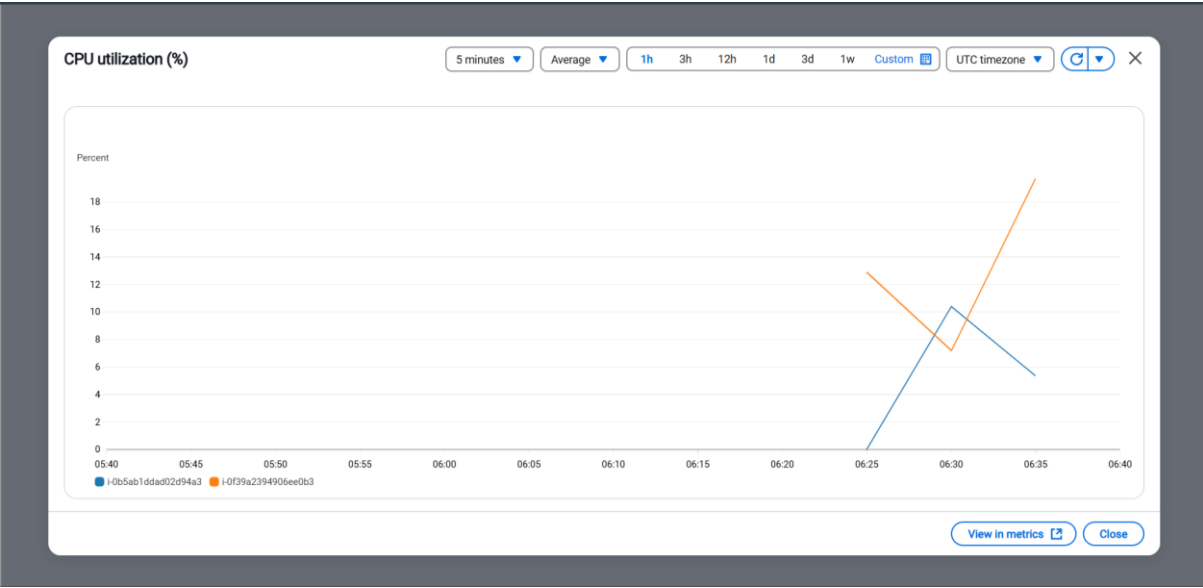 CPU utilization (%)
5 minutes Average 1h 3h 12h 1d 3d 1w Custom UTC timezone
Percent
18
16
14
12
10
8
6
4
2
0
05:40 05:45 05:50 05:55 06:00 06:05 06:10 06:15 06:20 06:25 06:30 06:35 06:40
i-0b5ab1ddad02d94a3 i-0f39a2394906ee0b3
View in metrics Close